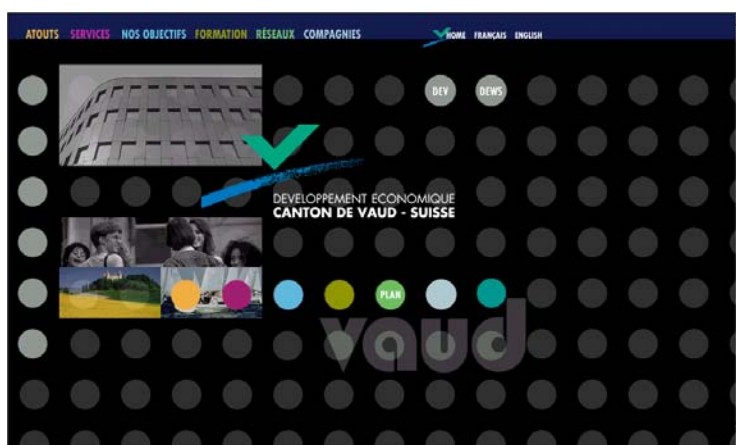 ATOUTS SERVICES NOS OBJECTIFS FORMATION RÉSEAUX COMPAGNIES HOME FRANÇAIS ENGLISH
DEV DEWS
DEVELOPPEMENT ECONOMIQUE
CANTON DE VAUD - SUISSE
PLAN
vaud